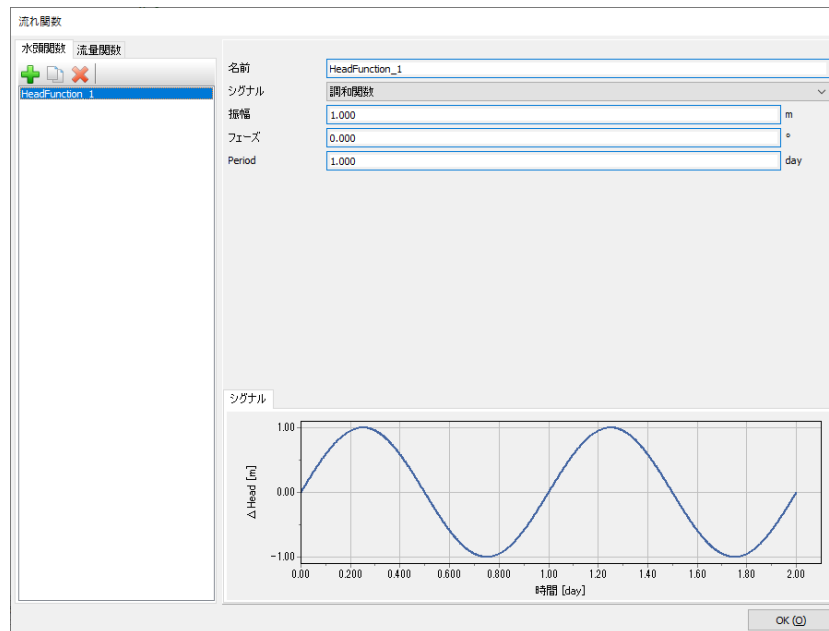 流れ関数
水頭関数 流量関数
HeadFunction_1
名前 HeadFunction_1
シグナル 調和関数
振幅 1.000 m
フェーズ 0.000 °
Period 1.000 day
シグナル
1.00
0.00
-1.00
Δ Head [m]
0.00 0.200 0.400 0.600 0.800 1.00 1.20 1.40 1.60 1.80 2.00
時間 [day]
OK (O)